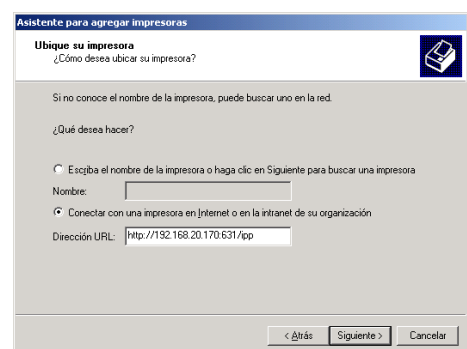 Asistente para agregar impresoras
Ubique su impresora
¿Cómo desea ubicar su impresora?
Si no conoce el nombre de la impresora, puede buscar uno en la red.
¿Qué desea hacer?
Escriba el nombre de la impresora o haga clic en Siguiente para buscar una impresora
Nombre:
Conectar con una impresora en Internet o en la intranet de su organización
Dirección URL: http://192.168.20.170:631/ipp
< Atrás Siguiente > Cancelar